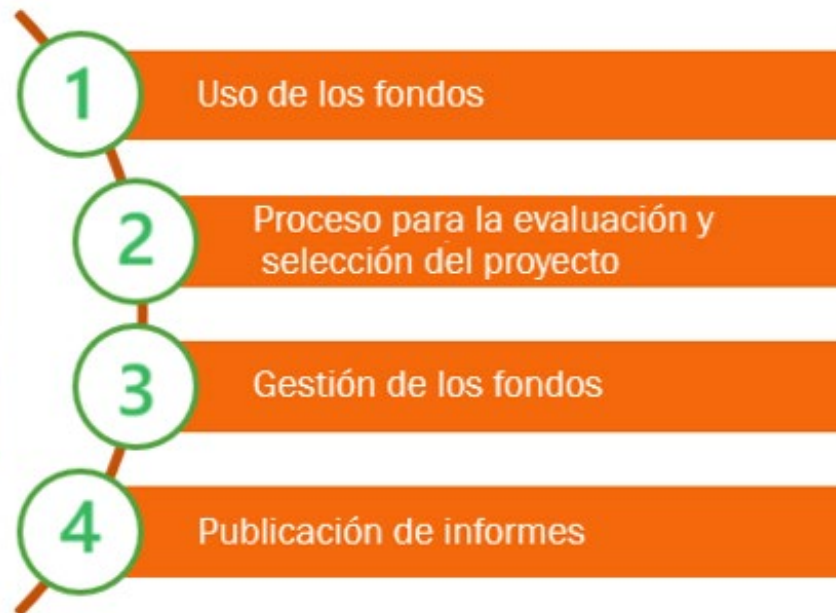 1
Uso de los fondos
2
Proceso para la evaluación y
selección del proyecto
3
Gestión de los fondos
4
Publicación de informes